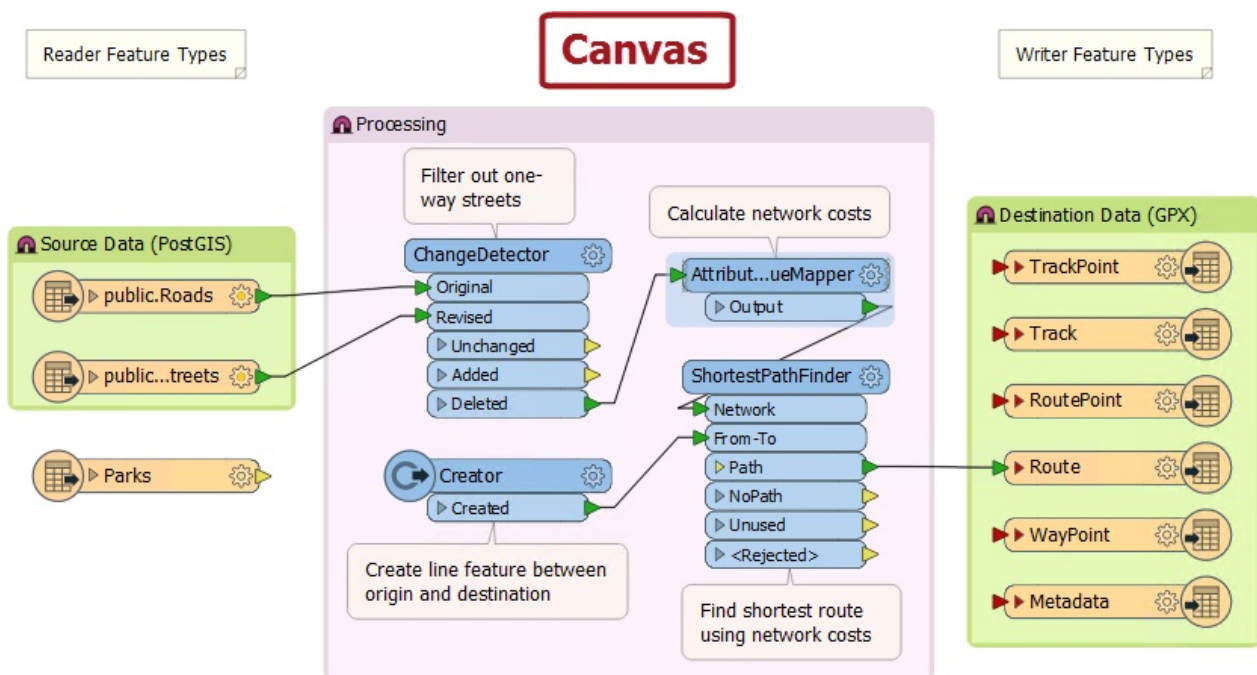 Reader Feature Types
Canvas
Writer Feature Types
Processing
Filter out one-
way streets
Calculate network costs
Source Data (PostGIS)
public.Roads
public...treets
Parks
ChangeDetector
Original
Revised
Unchanged
Added
Deleted
Creator
Created
Create line feature between
origin and destination
Attribut...ueMapper
Output
ShortestPathFinder
Network
From-To
Path
NoPath
Unused
<Rejected>
Find shortest route
using network costs
Destination Data (GPX)
TrackPoint
Track
RoutePoint
Route
WayPoint
Metadata